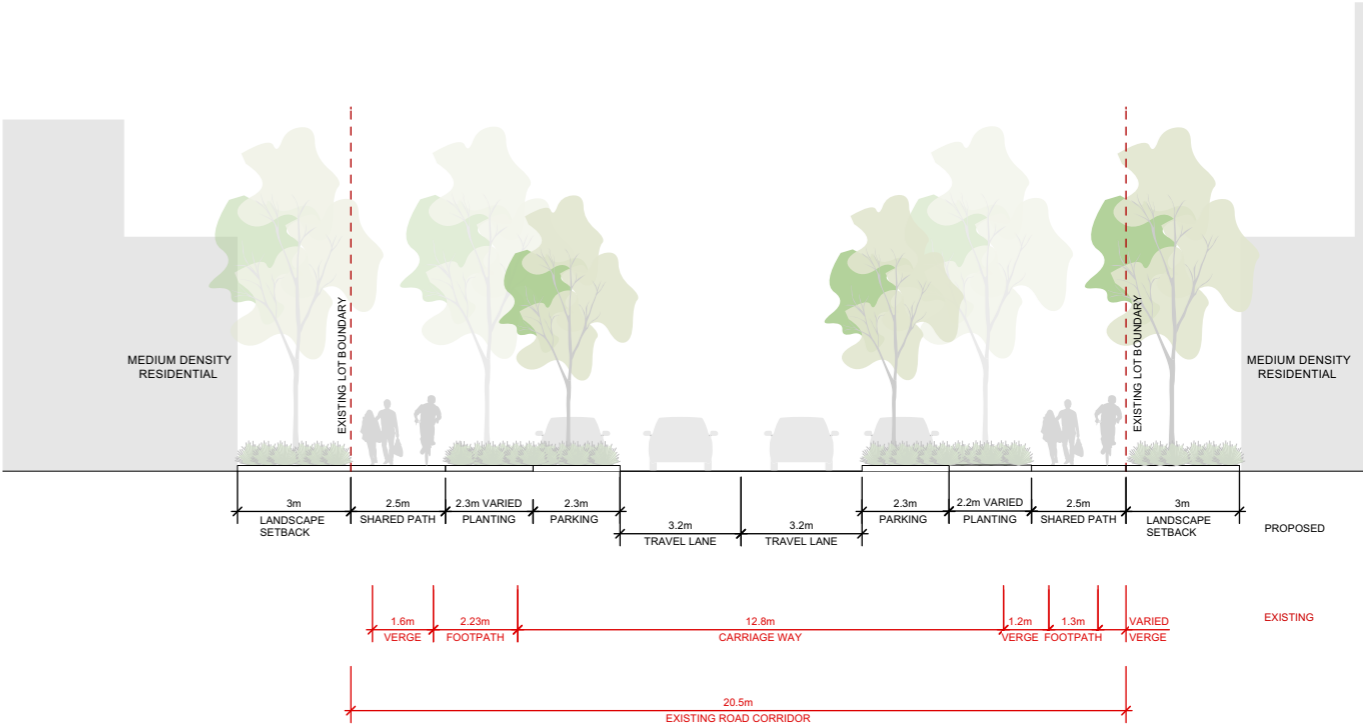 EXISTING LOT BOUNDARY
EXISTING LOT BOUNDARY
MEDIUM DENSITY
RESIDENTIAL
MEDIUM DENSITY
RESIDENTIAL
3m
LANDSCAPE
SETBACK
2.5m
SHARED PATH
2.3m VARIED
PLANTING
2.3m
PARKING
3.2m
TRAVEL LANE
3.2m
TRAVEL LANE
2.3m
PARKING
2.2m VARIED
PLANTING
2.5m
SHARED PATH
3m
LANDSCAPE
SETBACK
PROPOSED
1.6m
VERGE
2.23m
FOOTPATH
12.8m
CARRIAGE WAY
1.2m
VERGE
1.3m
FOOTPATH
VARIED
VERGE
EXISTING
20.5m
EXISTING ROAD CORRIDOR